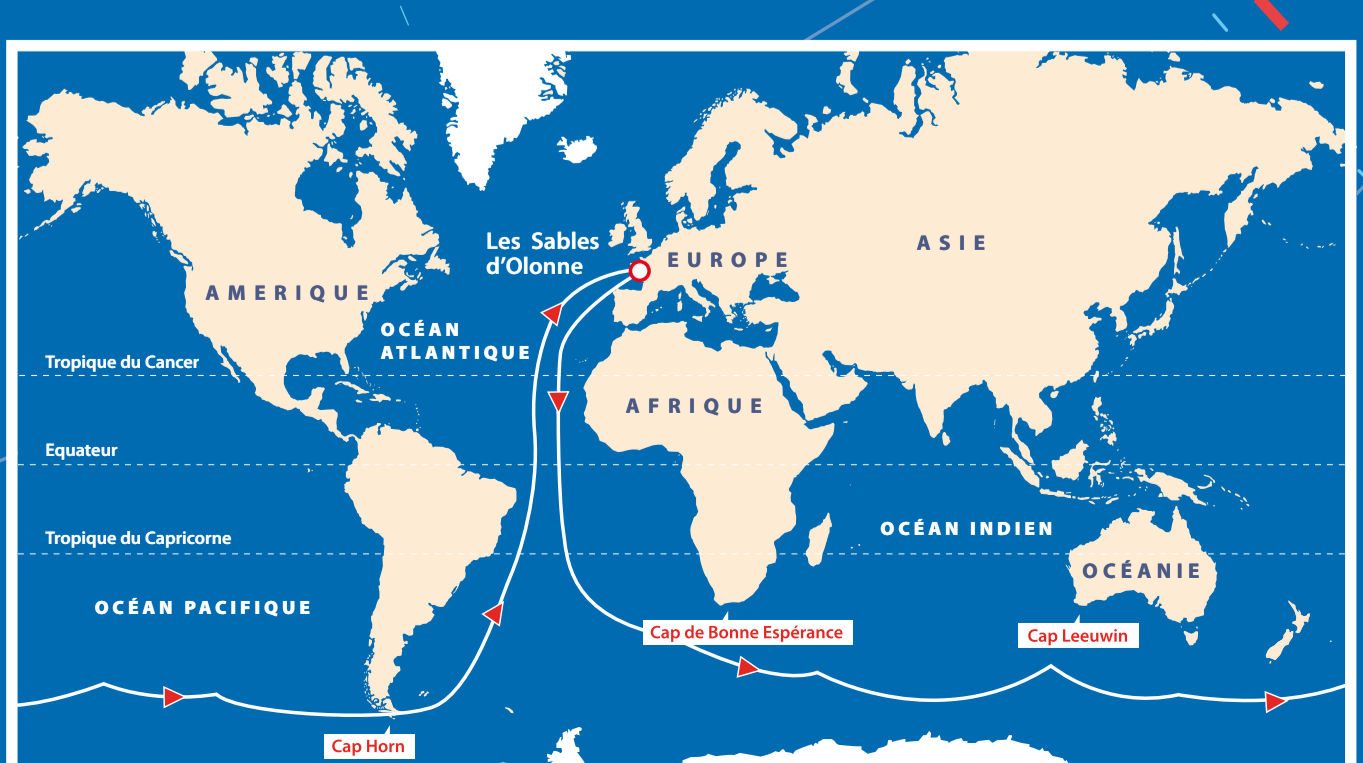 Les Sables
d'Olonne
EUROPE
ASIE
AMERIQUE
OCÉAN
ATLANTIQUE
Tropique du Cancer
AFRIQUE
Equateur
OCÉAN INDIEN
Tropique du Capricorne
OCÉANIE
OCÉAN PACIFIQUE
Cap de Bonne Espérance
Cap Leeuwin
Cap Horn